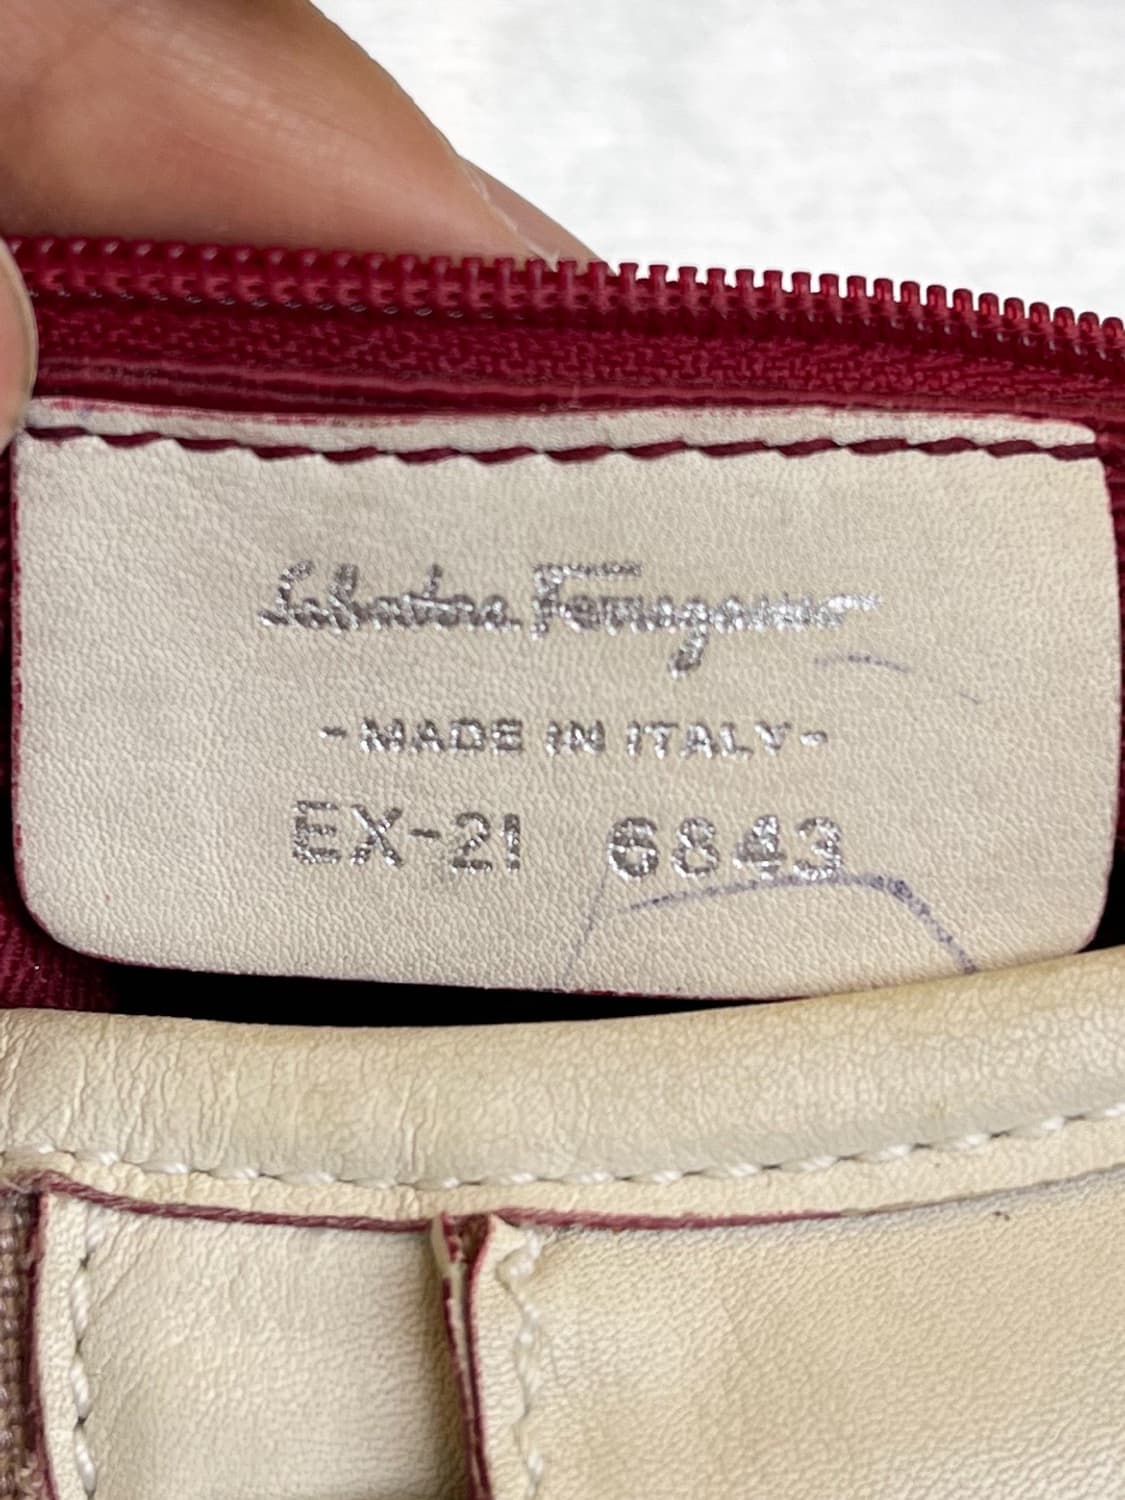 Salvatore Ferragamo
-MADE IN ITALY-
EX-21 6843